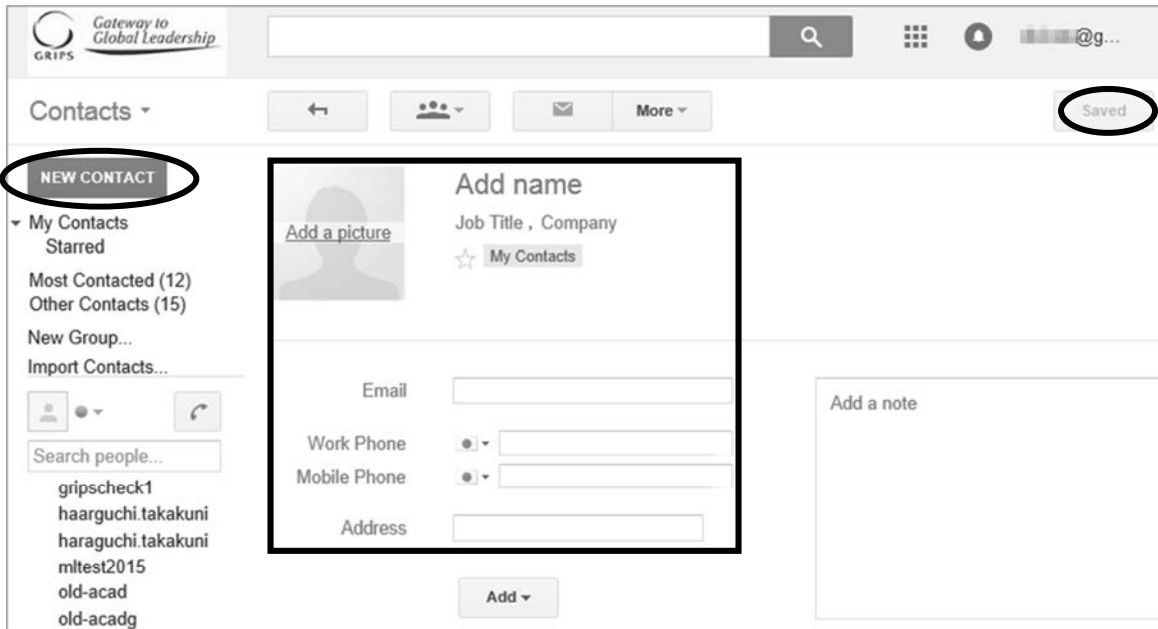 Gateway to
Global Leadership
GRIPS
@g...
Contacts
More
Saved
NEW CONTACT
My Contacts
Starred
Most Contacted (12)
Other Contacts (15)
New Group...
Import Contacts...
Search people...
gripscheck1
haarguchi.takakuni
haraguchi.takakuni
mltest2015
old-acad
old-acadg
Add a picture
Add name
Job Title , Company
My Contacts
Email
Work Phone
Mobile Phone
Address
Add
Add a note